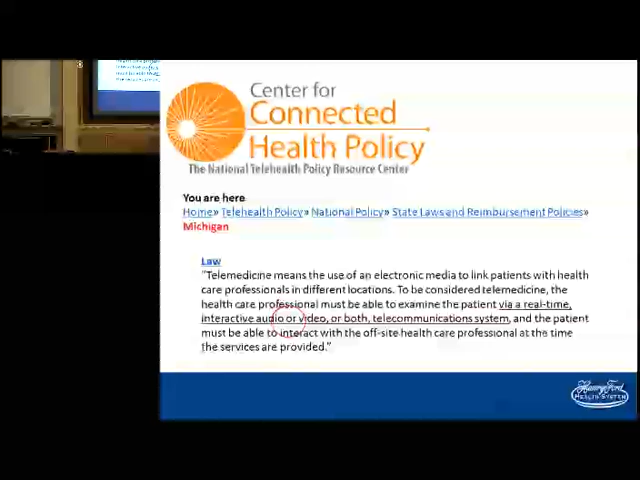 Center for
Connected
Health Policy
The National Telehealth Policy Resource Center
You are here
Home» Telehealth Policy» National Policy» State Laws and Reimbursement Policies»
Michigan
Law
"Telemedicine means the use of an electronic media to link patients with health
care professionals in different locations. To be considered telemedicine, the
health care professional must be able to examine the patient via a real-time,
interactive audio or video, or both, telecommunications system, and the patient
must be able to interact with the off-site health care professional at the time
the services are provided."
Henry Ford
HEALTH SYSTEM